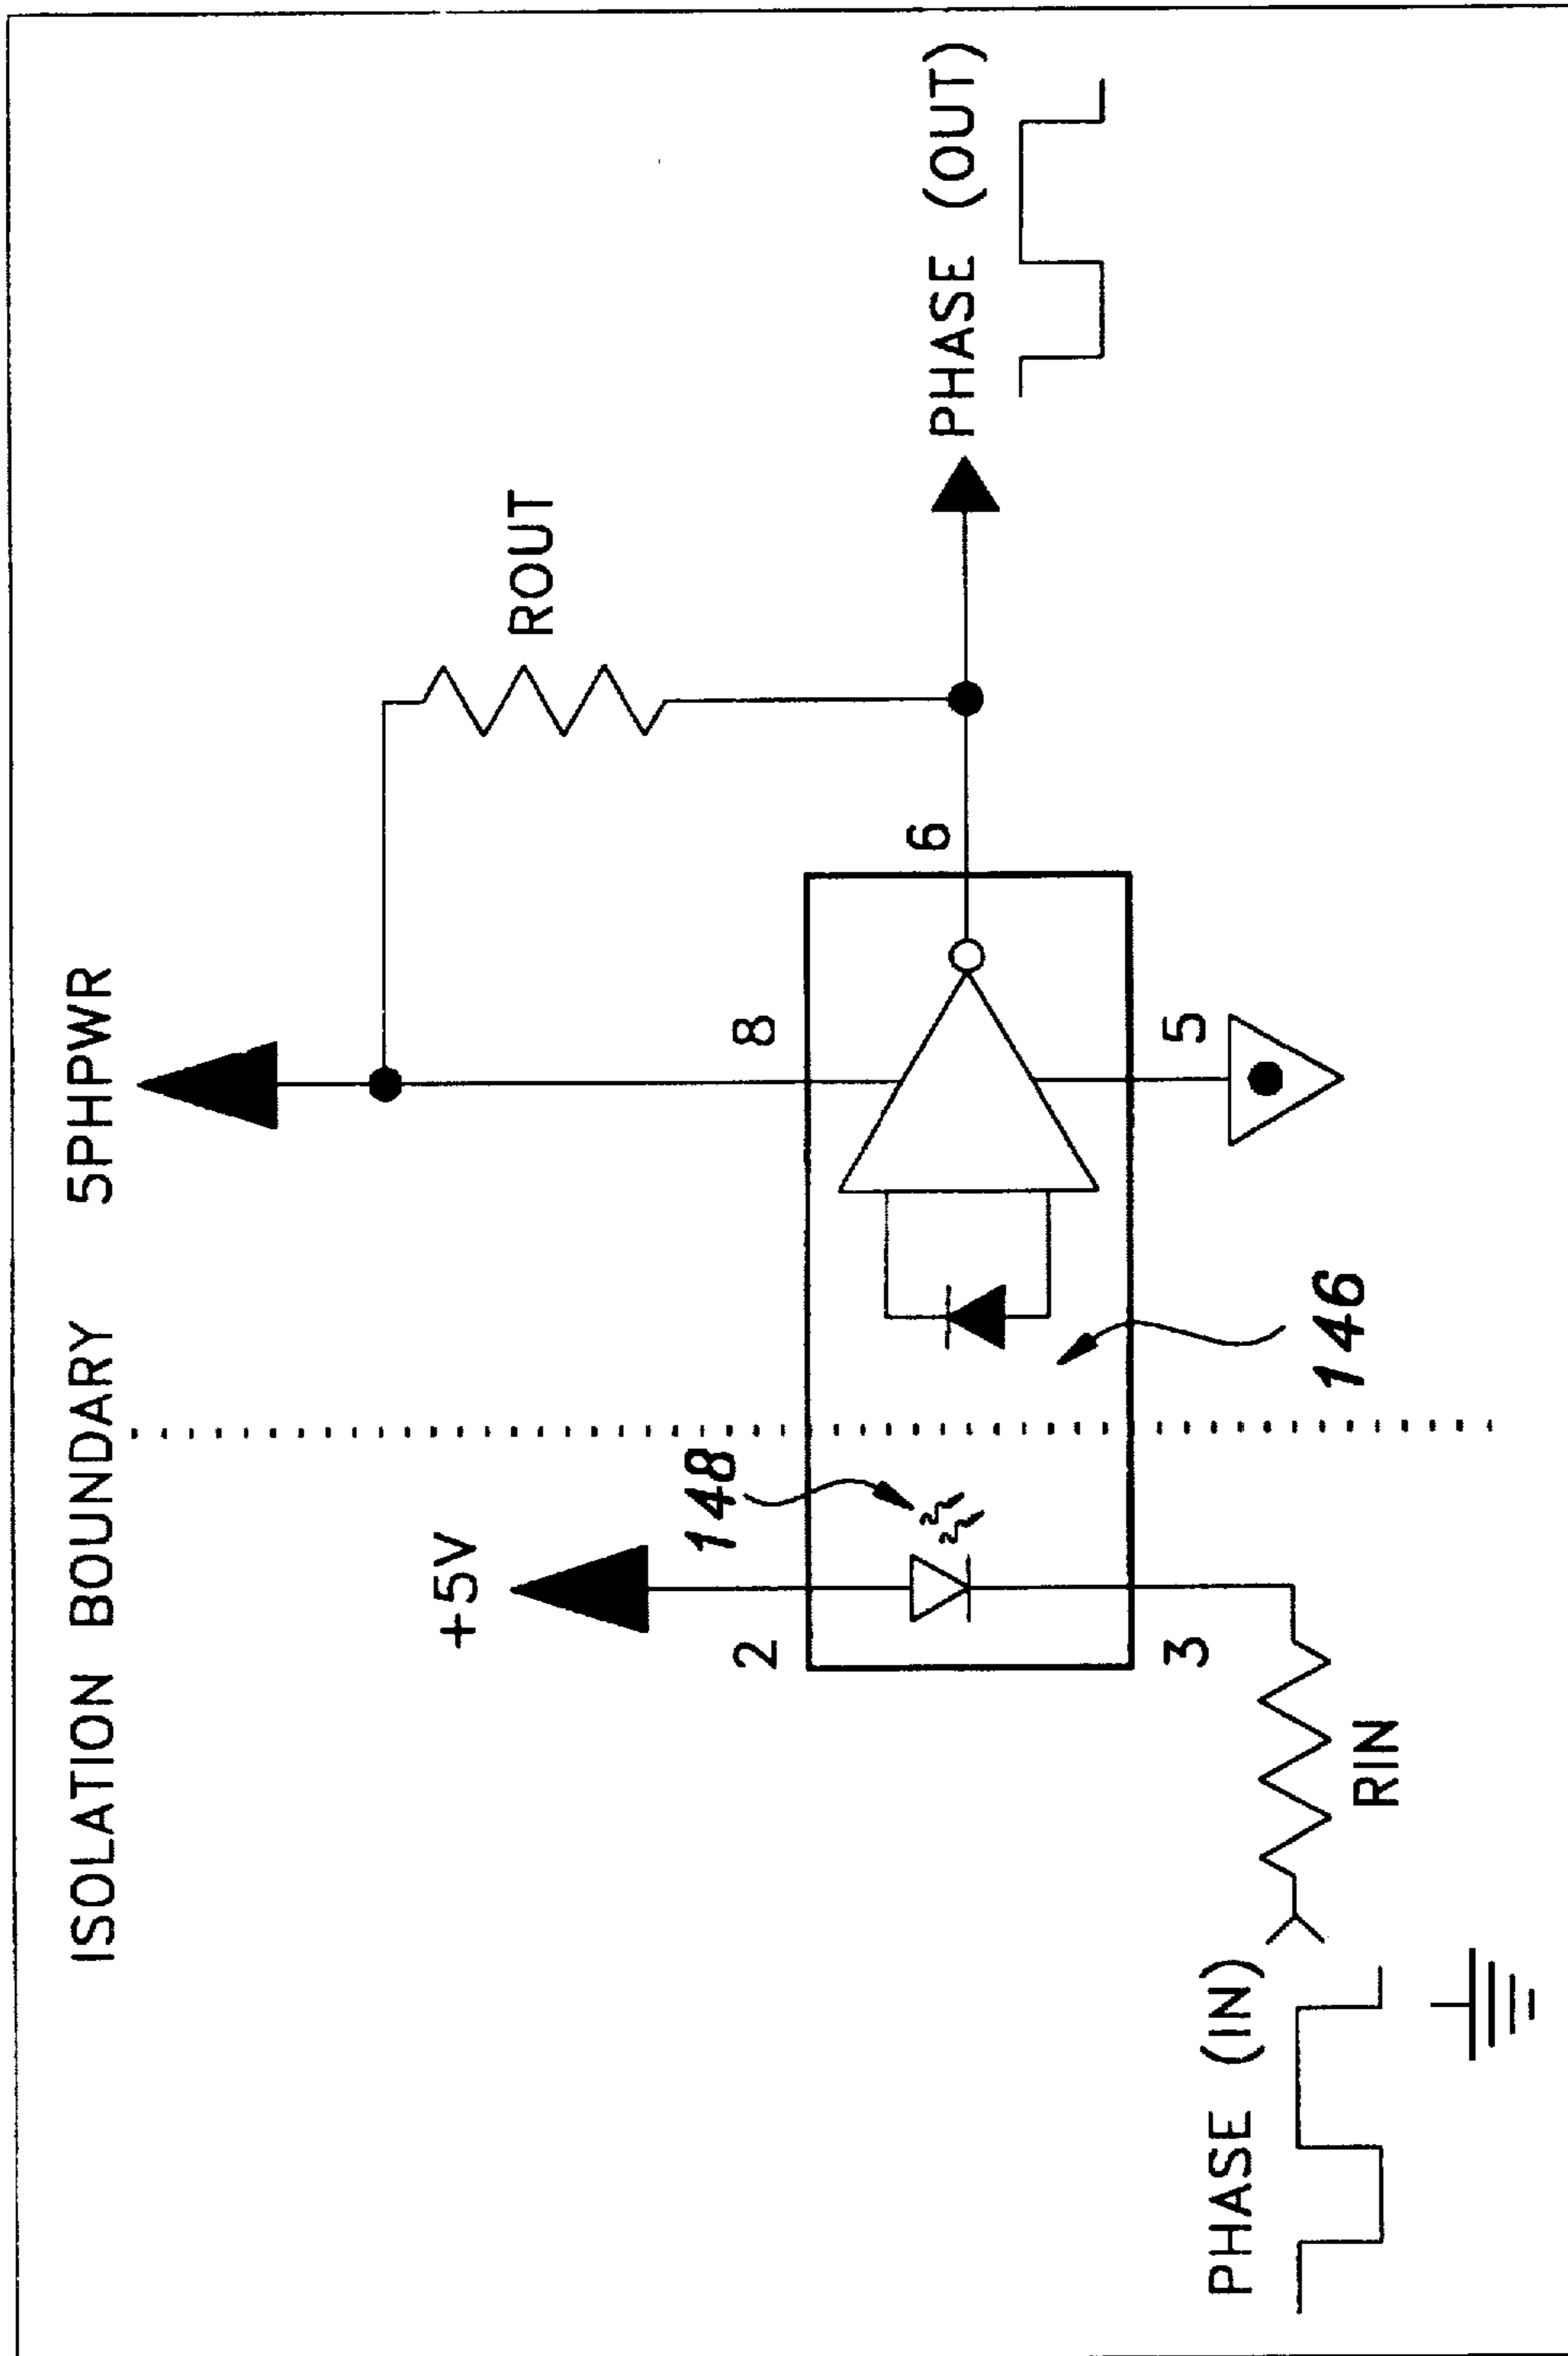 ISOLATION BOUNDARY
5PHPWR
+5V
ROUT
148
2
8
6
PHASE (OUT)
3
5
146
PHASE (IN)
RIN